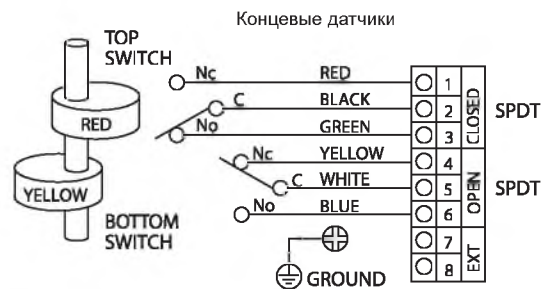 Концевые датчики
TOP
SWITCH
RED
YELLOW
BOTTOM
SWITCH
Nc RED 1
C BLACK 2
No GREEN 3
CLOSED
SPDT
Nc YELLOW 4
C WHITE 5
No BLUE 6
OPEN
SPDT
7
8
EXT
GROUND